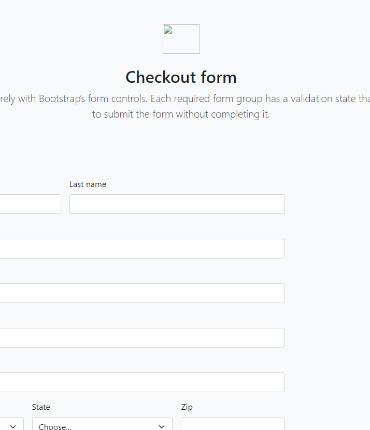 Checkout form
rely with Bootstrap's form controls. Each required form group has a validation state tha
to submit the form without completing it.
Last name
State
Zip
Choose...